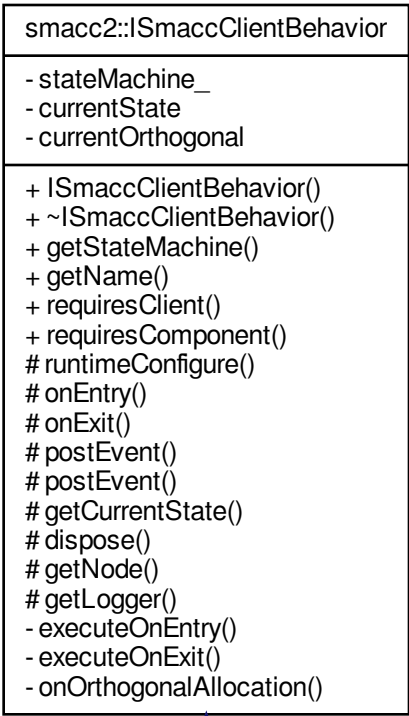 smacc2::ISmaccClientBehavior
- stateMachine_
- currentState
- currentOrthogonal
+ ISmaccClientBehavior()
+ ~ISmaccClientBehavior()
+ getStateMachine()
+ getName()
+ requiresClient()
+ requiresComponent()
# runtimeConfigure()
# onEntry()
# onExit()
# postEvent()
# postEvent()
# getCurrentState()
# dispose()
# getNode()
# getLogger()
- executeOnEntry()
- executeOnExit()
- onOrthogonalAllocation()